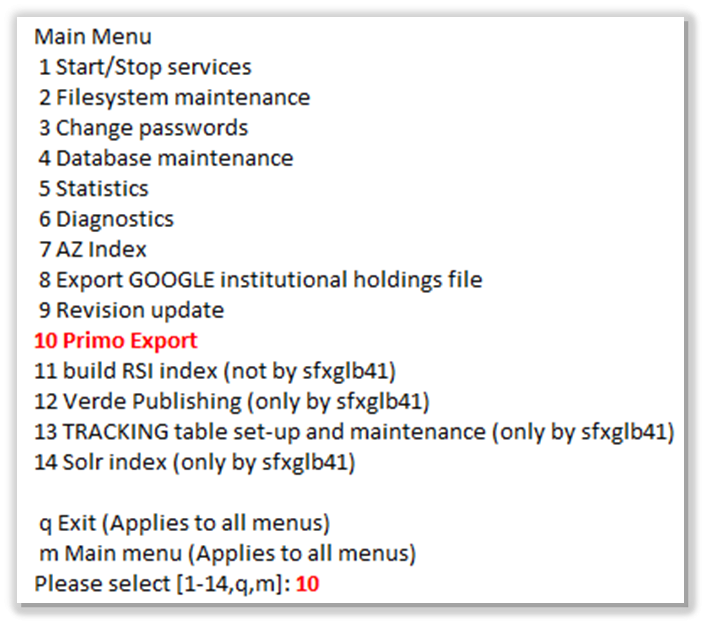 Main Menu
1 Start/Stop services
2 Filesystem maintenance
3 Change passwords
4 Database maintenance
5 Statistics
6 Diagnostics
7 AZ Index
8 Export GOOGLE institutional holdings file
9 Revision update
10 Primo Export
11 build RSI index (not by sfxglb41)
12 Verde Publishing (only by sfxglb41)
13 TRACKING table set-up and maintenance (only by sfxglb41)
14 Solr index (only by sfxglb41)
q Exit (Applies to all menus)
m Main menu (Applies to all menus)
Please select [1-14,q,m]: 10